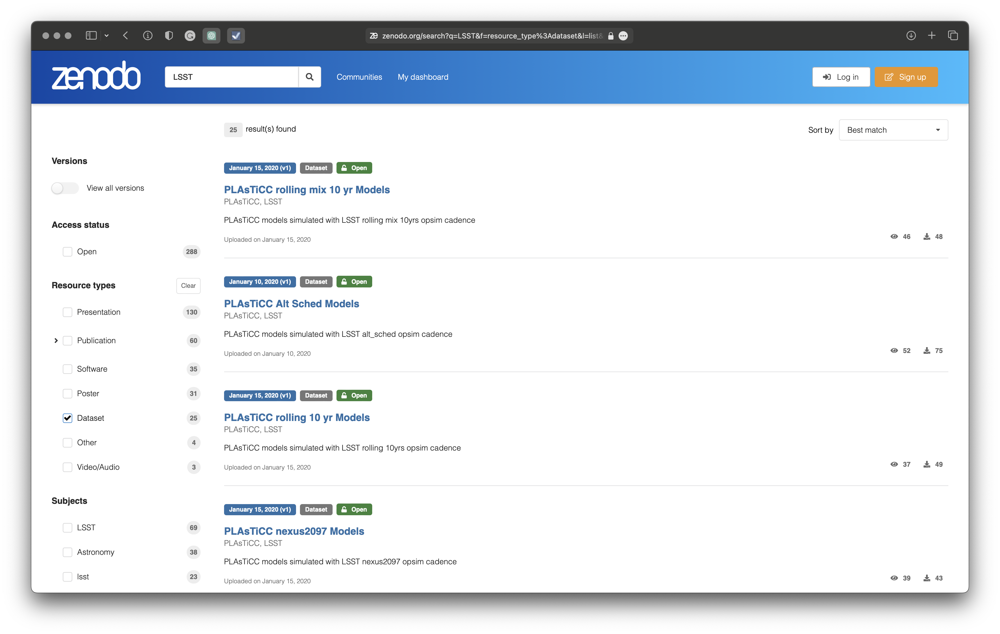 zenodo.org/search?q=LSST&f=resource_type%3Adataset&l=list&
zenodo
LSST
Communities
My dashboard
Log in
Sign up
25 result(s) found
Sort by
Best match
Versions
View all versions
Access status
Open 288
Resource types
Clear
Presentation 130
Publication 60
Software 35
Poster 31
Dataset 25
Other 4
Video/Audio 3
Subjects
LSST 69
Astronomy 38
lsst 23
January 15, 2020 (v1) Dataset Open
PLAsTiCC rolling mix 10 yr Models
PLAsTiCC, LSST
PLAsTiCC models simulated with LSST rolling mix 10yrs opsim cadence
Uploaded on January 15, 2020
46 48
January 10, 2020 (v1) Dataset Open
PLAsTiCC Alt Sched Models
PLAsTiCC, LSST
PLAsTiCC models simulated with LSST alt_sched opsim cadence
Uploaded on January 10, 2020
52 75
January 15, 2020 (v1) Dataset Open
PLAsTiCC rolling 10 yr Models
PLAsTiCC, LSST
PLAsTiCC models simulated with LSST rolling 10yrs opsim cadence
Uploaded on January 15, 2020
37 49
January 15, 2020 (v1) Dataset Open
PLAsTiCC nexus2097 Models
PLAsTiCC, LSST
PLAsTiCC models simulated with LSST nexus2097 opsim cadence
Uploaded on January 15, 2020
39 43